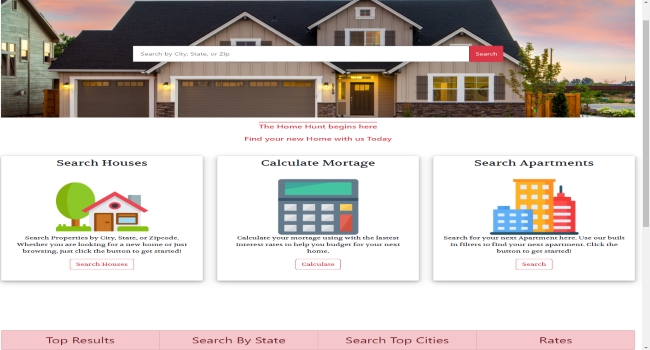 Search by City, State, or Zip
Search
The Home Hunt begins here
Find your new Home with us Today
Search Houses
Search Properties by City, State, or Zipcode.
Whether you are looking for a new home or just
browsing, just click the button to get started!
Search Houses
Calculate Mortage
Calculate your mortage using with the lastest
interest rates to help you budget for your next
home.
Calculate
Search Apartments
Search for your next Apartment here. Use our built
in filters to find your next apartment. Click the
button to get started!
Search
Top Results
Search By State
Search Top Cities
Rates